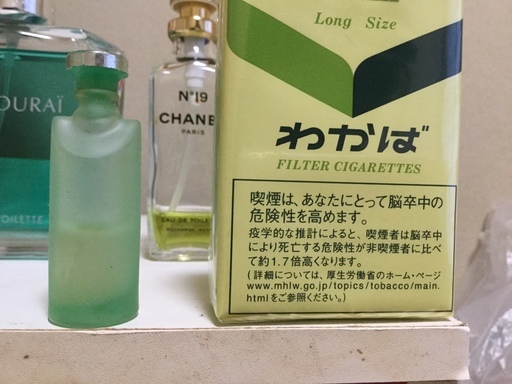 OURAÏ
TOILETTE
N°19
CHANEL
PARIS
EAU DE TOILETTE
Long Size
わかば
FILTER CIGARETTES
喫煙は、あなたにとって脳卒中の
危険性を高めます。
疫学的な推計によると、喫煙者は脳卒中
により死亡する危険性が非喫煙者に比べ
て約1.7倍高くなります。
(詳細については、厚生労働省のホーム・ページ
www.mhlw.go.jp/topics/tobacco/main.
htmlをご参照ください。)